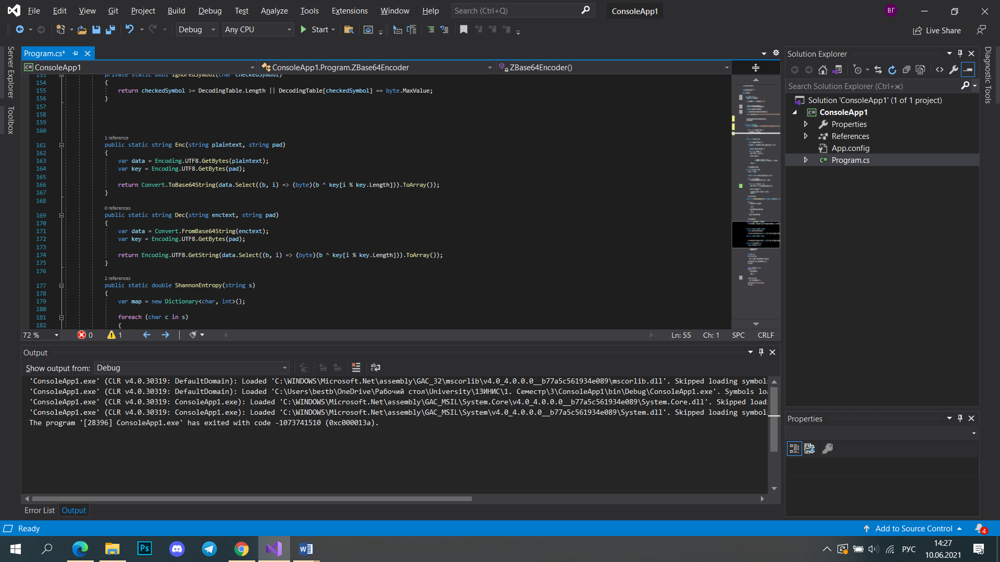 File Edit View Git Project Build Debug Test Analyze Tools Extensions Window Help Search (Ctrl+Q) ConsoleApp1 ВГ
Debug Any CPU Start Live Share
Server Explorer
Toolbox
Program.cs*
ConsoleApp1 ConsoleApp1.Program.ZBase64Encoder ZBase64Encoder()
153 private static bool IgnoredSymbol(char checkedSymbol)
154 {
155 return checkedSymbol >= DecodingTable.Length || DecodingTable[checkedSymbol] == byte.MaxValue;
156 }
157
158
159
160
1 reference
161 public static string Enc(string plaintext, string pad)
162 {
163 var data = Encoding.UTF8.GetBytes(plaintext);
164 var key = Encoding.UTF8.GetBytes(pad);
165
166 return Convert.ToBase64String(data.Select((b, i) => (byte)(b ^ key[i % key.Length])).ToArray());
167 }
168
0 references
169 public static string Dec(string enctext, string pad)
170 {
171 var data = Convert.FromBase64String(enctext);
172 var key = Encoding.UTF8.GetBytes(pad);
173
174 return Encoding.UTF8.GetString(data.Select((b, i) => (byte)(b ^ key[i % key.Length])).ToArray());
175 }
176
2 references
177 public static double ShannonEntropy(string s)
178 {
179 var map = new Dictionary<char, int>();
180
181 foreach (char c in s)
182 {
72 % 0 1 Ln: 55 Ch: 1 SPC CRLF
Output
Show output from: Debug
'ConsoleApp1.exe' (CLR v4.0.30319: DefaultDomain): Loaded 'C:\WINDOWS\Microsoft.Net\assembly\GAC_32\mscorlib\v4.0_4.0.0.0__b77a5c561934e089\mscorlib.dll'. Skipped loading symbols
'ConsoleApp1.exe' (CLR v4.0.30319: DefaultDomain): Loaded 'C:\Users\bestb\OneDrive\Рабочий стол\University\1ЗИНИС\1. Семестр\3\ConsoleApp1\bin\Debug\ConsoleApp1.exe'. Symbols loa
'ConsoleApp1.exe' (CLR v4.0.30319: ConsoleApp1.exe): Loaded 'C:\WINDOWS\Microsoft.Net\assembly\GAC_MSIL\System.Core\v4.0_4.0.0.0__b77a5c561934e089\System.Core.dll'. Skipped loadi
'ConsoleApp1.exe' (CLR v4.0.30319: ConsoleApp1.exe): Loaded 'C:\WINDOWS\Microsoft.Net\assembly\GAC_MSIL\System\v4.0_4.0.0.0__b77a5c561934e089\System.dll'. Skipped loading symbols
The program '[28396] ConsoleApp1.exe' has exited with code -1073741510 (0xc000013a).
Error List Output
Solution Explorer
Search Solution Explorer (Ctrl+ж)
Solution 'ConsoleApp1' (1 of 1 project)
C# ConsoleApp1
Properties
References
App.config
C# Program.cs
Properties
Diagnostic Tools
Ready Add to Source Control 4
Ps W РУС 14:27
10.06.2021